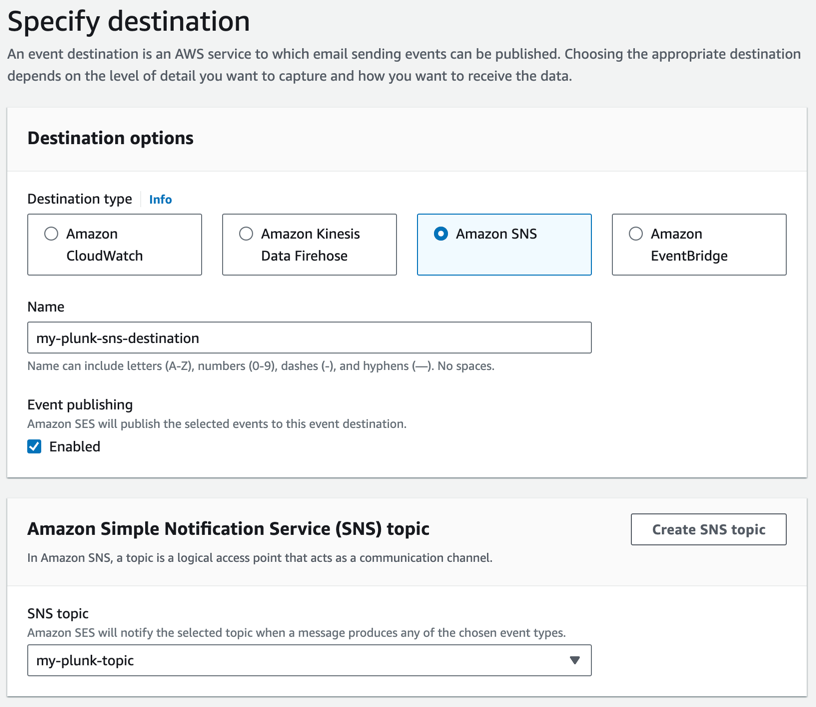 Specify destination
An event destination is an AWS service to which email sending events can be published. Choosing the appropriate destination
depends on the level of detail you want to capture and how you want to receive the data.
Destination options
Destination type Info
Amazon
CloudWatch
Amazon Kinesis
Data Firehose
Amazon SNS
Amazon
EventBridge
Name
my-plunk-sns-destination
Name can include letters (A-Z), numbers (0-9), dashes (-), and hyphens (—). No spaces.
Event publishing
Amazon SES will publish the selected events to this event destination.
Enabled
Amazon Simple Notification Service (SNS) topic
Create SNS topic
In Amazon SNS, a topic is a logical access point that acts as a communication channel.
SNS topic
Amazon SES will notify the selected topic when a message produces any of the chosen event types.
my-plunk-topic